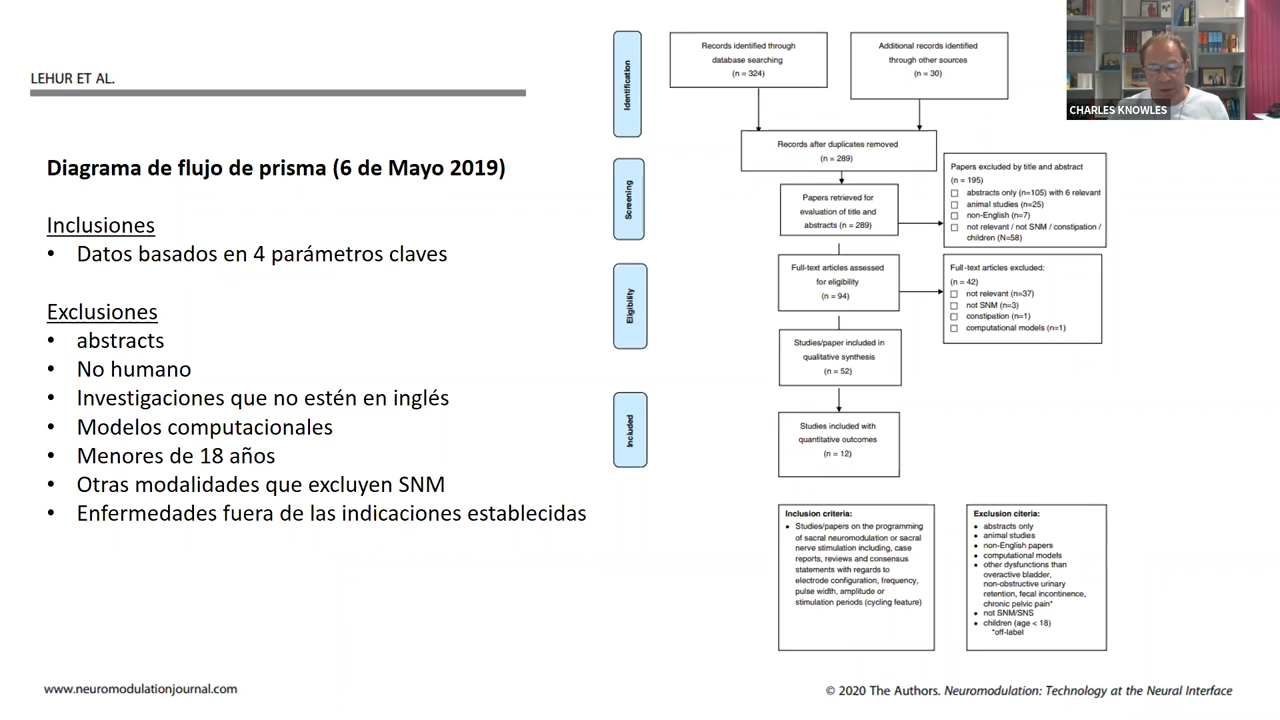 LEHUR ET AL.
Diagrama de flujo de prisma (6 de Mayo 2019)
Inclusiones
• Datos basados en 4 parámetros claves
Exclusiones
• abstracts
• No humano
• Investigaciones que no estén en inglés
• Modelos computacionales
• Menores de 18 años
• Otras modalidades que excluyen SNM
• Enfermedades fuera de las indicaciones establecidas
www.neuromodulationjournal.com
Identification
Records identified through
database searching
(n = 324)
Additional records identified
through other sources
(n = 30)
CHARLES KNOWLES
Records after duplicates removed
(n = 289)
Screening
Papers retrieved for
evaluation of title and
abstracts (n = 289)
Papers excluded by title and abstract
(n = 195)
abstracts only (n=105) with 6 relevant
animal studies (n=25)
non-English (n=7)
not relevant / not SNM / constipation /
children (N=58)
Eligibility
Full-text articles assessed
for eligibility
(n = 94)
Full-text articles excluded:
(n = 42)
not relevant (n=37)
not SNM (n=3)
constipation (n=1)
computational models (n=1)
Studies/paper included in
qualitative synthesis
(n = 52)
Included
Studies included with
quantitative outcomes
(n = 12)
Inclusion criteria:
• Studies/papers on the programming
of sacral neuromodulation or sacral
nerve stimulation including, case
reports, reviews and consensus
statements with regards to
electrode configuration, frequency,
pulse width, amplitude or
stimulation periods (cycling feature)
Exclusion citeria:
• abstracts only
• animal studies
• non-English papers
• computational models
• other dysfunctions than
overactive bladder,
non-obstructive urinary
retention, fecal incontinence,
chronic pelvic pain*
• not SNM/SNS
• children (age < 18)
*off-label
© 2020 The Authors. Neuromodulation: Technology at the Neural Interface